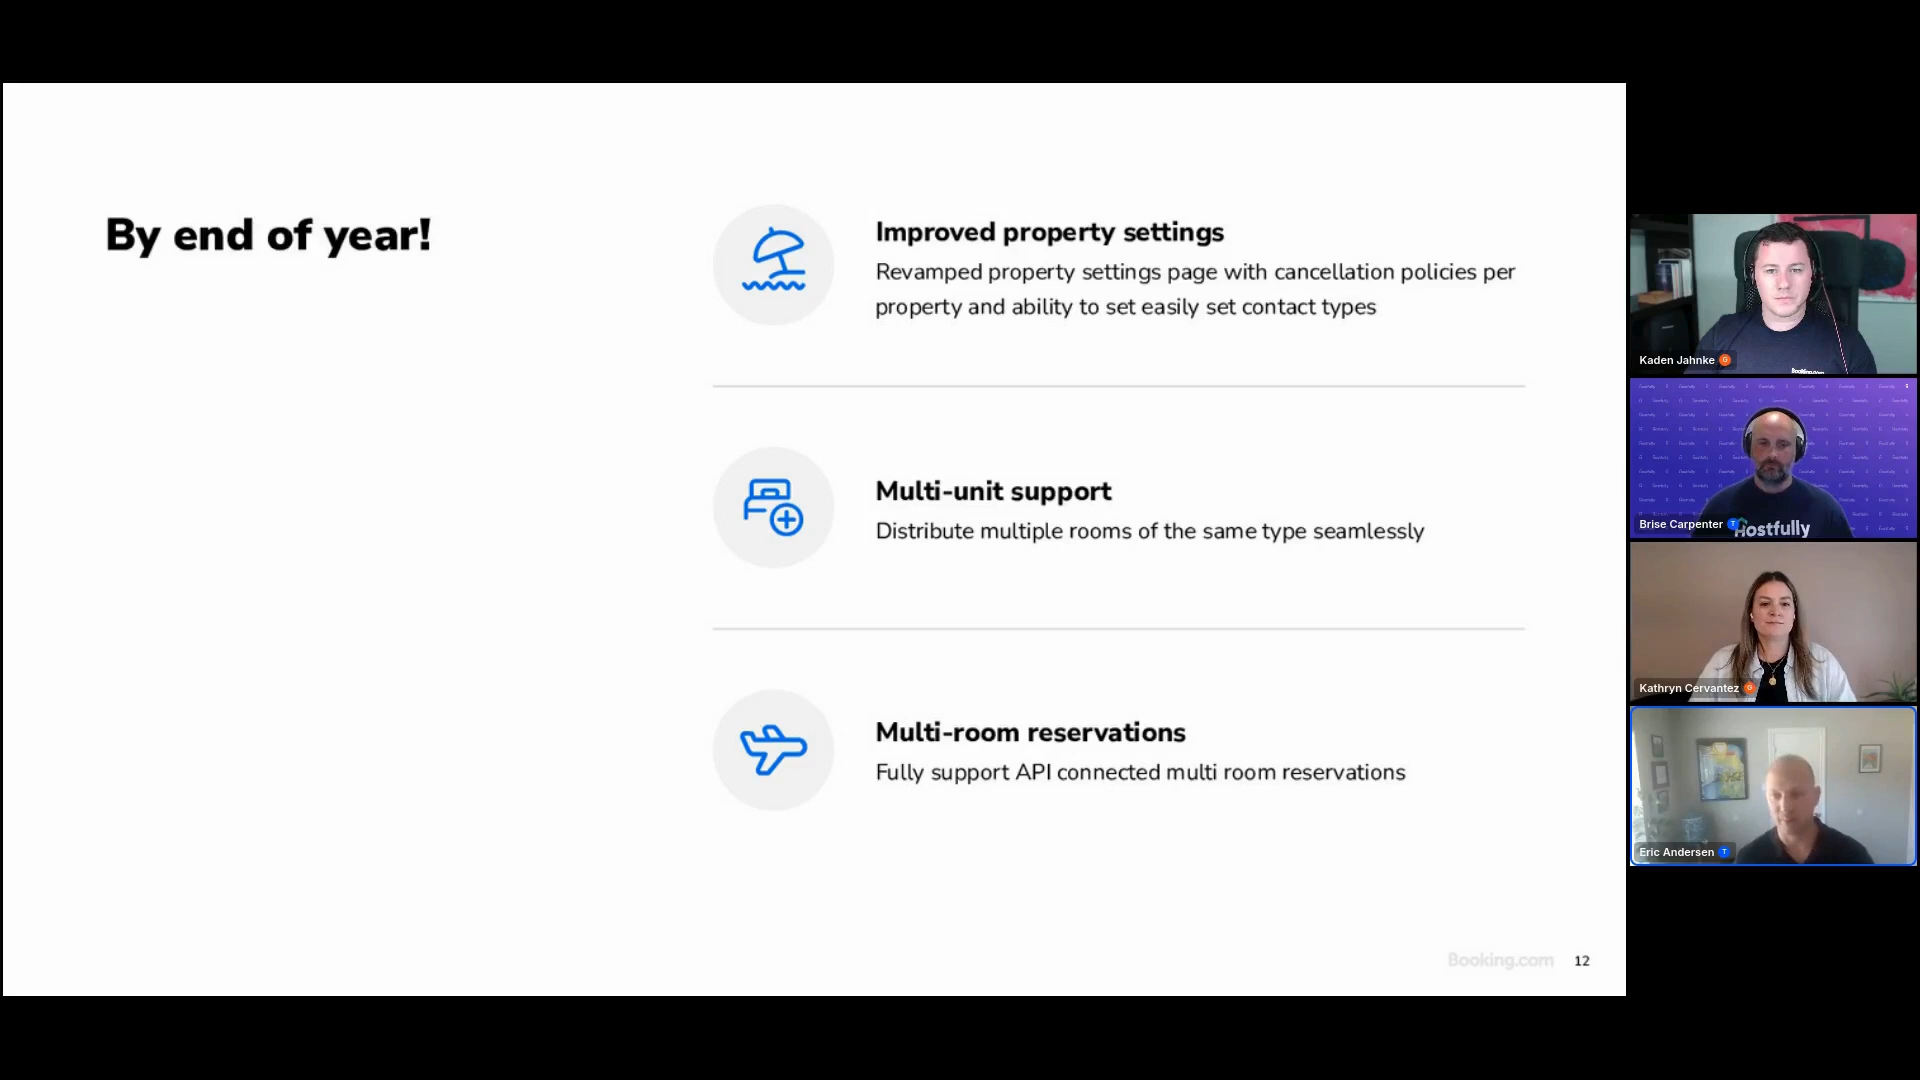 By end of year!
Improved property settings
Revamped property settings page with cancellation policies per
property and ability to set easily set contact types
Multi-unit support
Distribute multiple rooms of the same type seamlessly
Multi-room reservations
Fully support API connected multi room reservations
Booking.com 12
Kaden Jahnke G
Booking.com
Brise Carpenter T
Hostfully
Kathryn Cervantez G
Eric Andersen T